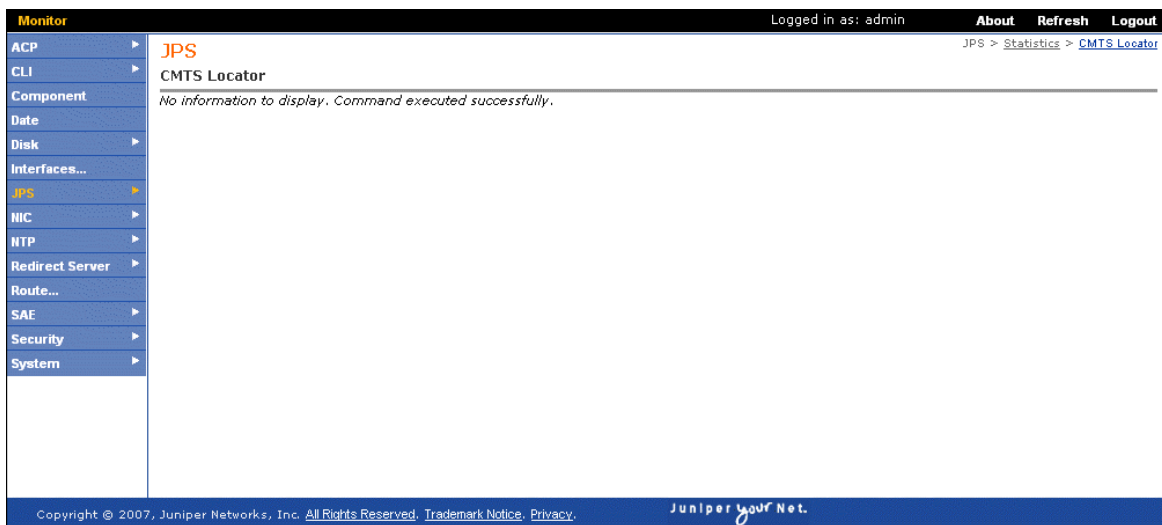 Monitor
Logged in as: admin
About Refresh Logout
ACP
CLI
Component
Date
Disk
Interfaces...
JPS
NIC
NTP
Redirect Server
Route...
SAE
Security
System
JPS > Statistics > CMTS Locator
JPS
CMTS Locator
No information to display. Command executed successfully.
Copyright © 2007, Juniper Networks, Inc. All Rights Reserved. Trademark Notice. Privacy.
Juniper your Net.